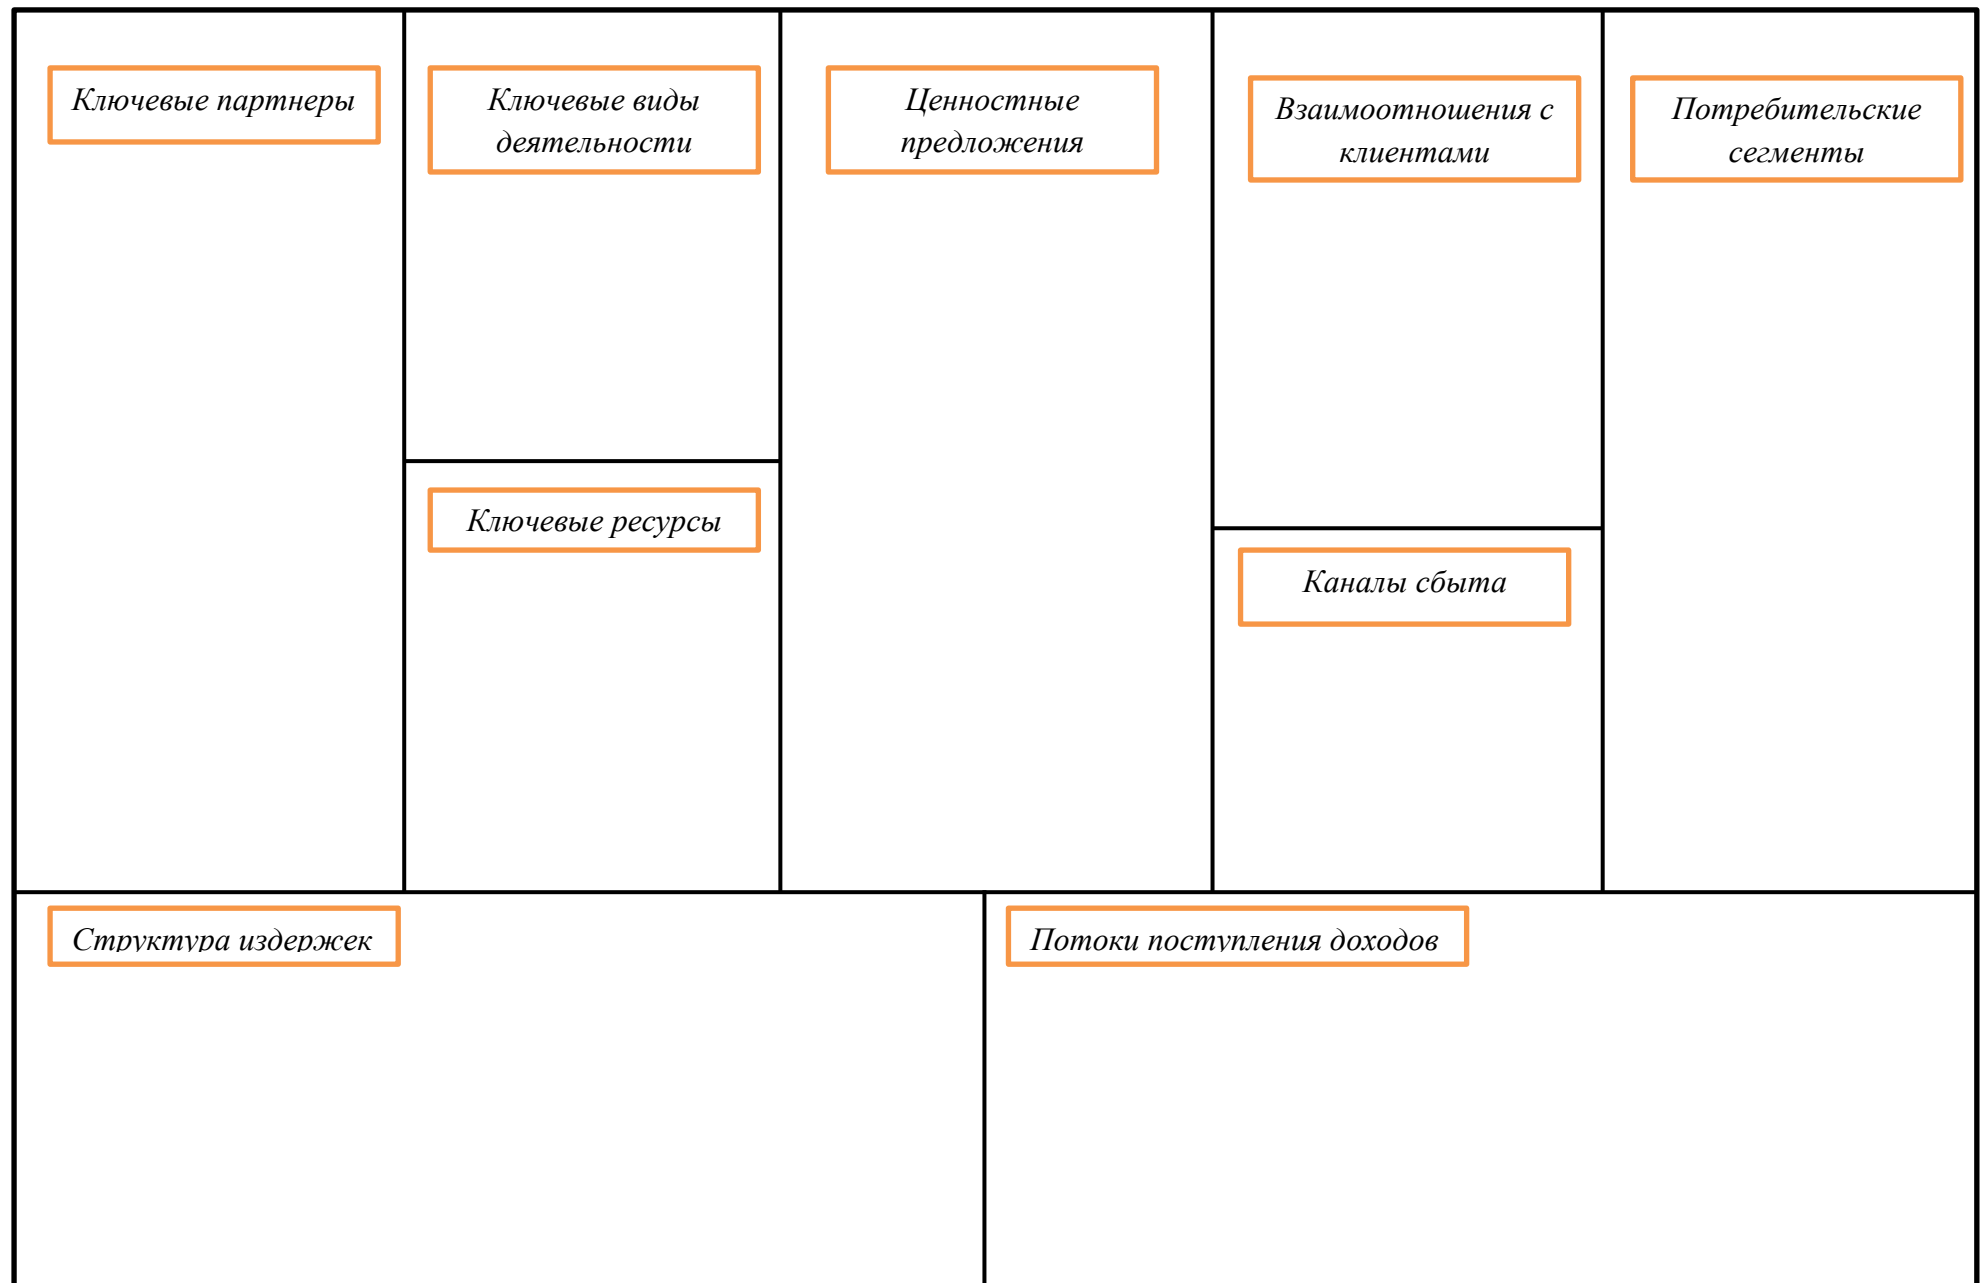 Ключевые партнеры
Ключевые виды
деятельности
Ценностные
предложения
Взаимоотношения с
клиентами
Потребительские
сегменты
Ключевые ресурсы
Каналы сбыта
Структура издержек
Потоки поступления доходов